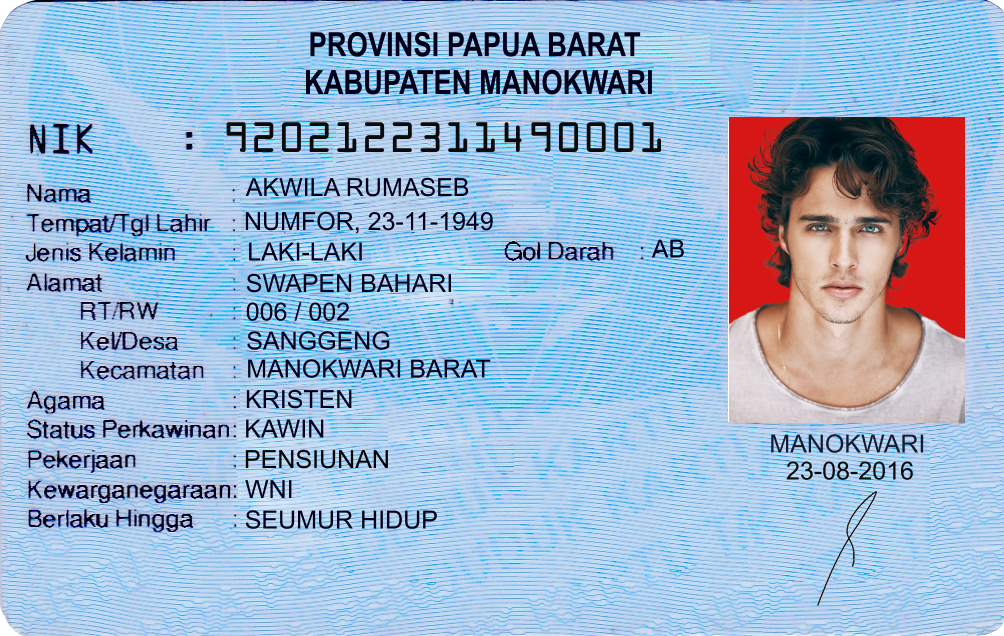 PROVINSI PAPUA BARAT
KABUPATEN MANOKWARI
NIK : 9202122311490001
Nama : AKWILA RUMASEB
Tempat/Tgl Lahir : NUMFOR, 23-11-1949
Jenis Kelamin : LAKI-LAKI Gol Darah : AB
Alamat : SWAPEN BAHARI
RT/RW : 006 / 002
Kel/Desa : SANGGENG
Kecamatan : MANOKWARI BARAT
Agama : KRISTEN
Status Perkawinan: KAWIN
Pekerjaan : PENSIUNAN
Kewarganegaraan: WNI
Berlaku Hingga : SEUMUR HIDUP
MANOKWARI
23-08-2016